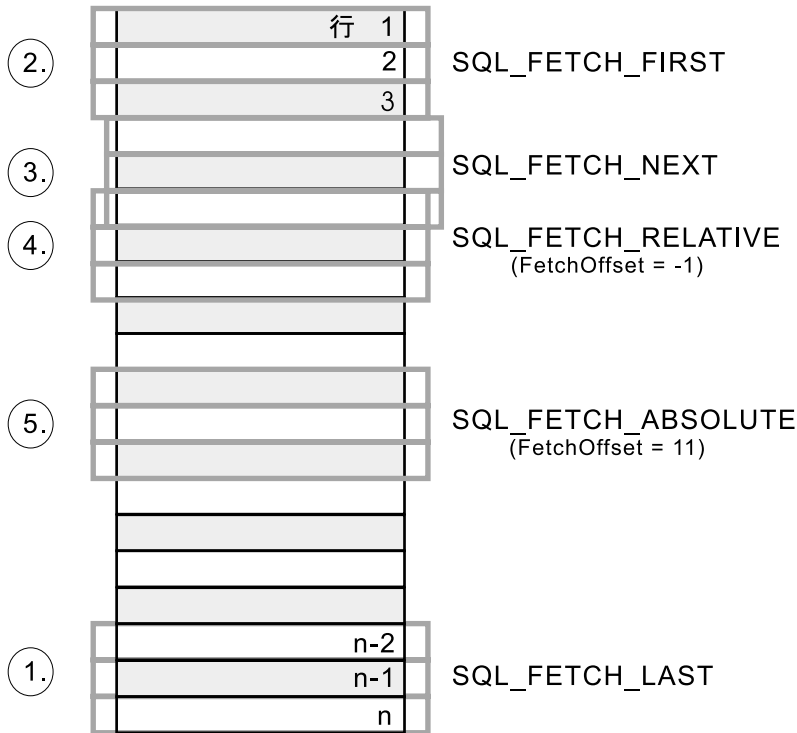 行 1
2. 2 SQL_FETCH_FIRST
3
3. SQL_FETCH_NEXT
4. SQL_FETCH_RELATIVE
(FetchOffset = -1)
5. SQL_FETCH_ABSOLUTE
(FetchOffset = 11)
n-2
1. n-1 SQL_FETCH_LAST
n